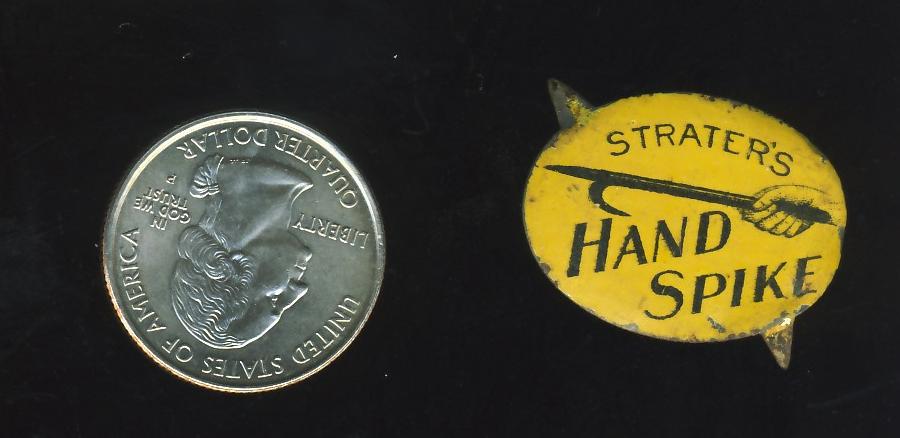 UNITED STATES OF AMERICA
LIBERTY
IN
GOD WE
TRUST
P
QUARTER DOLLAR
STRATER'S
HAND
SPIKE